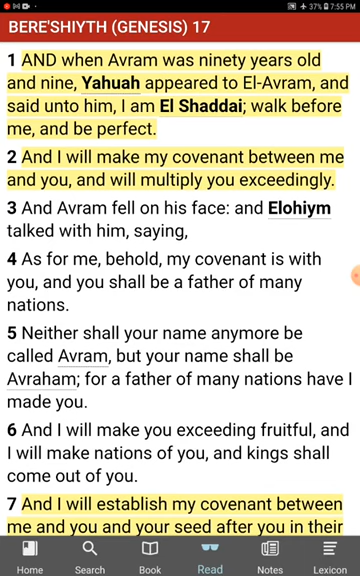 37% 7:55 PM
BERE'SHIYTH (GENESIS) 17
1 AND when Avram was ninety years old
and nine, Yahuah appeared to El-Avram, and
said unto him, I am El Shaddai; walk before
me, and be perfect.
2 And I will make my covenant between me
and you, and will multiply you exceedingly.
3 And Avram fell on his face: and Elohiym
talked with him, saying,
4 As for me, behold, my covenant is with
you, and you shall be a father of many
nations.
5 Neither shall your name anymore be
called Avram, but your name shall be
Avraham; for a father of many nations have I
made you.
6 And I will make you exceeding fruitful, and
I will make nations of you, and kings shall
come out of you.
7 And I will establish my covenant between
me and you and your seed after you in their
Home Search Book Read Notes Lexicon